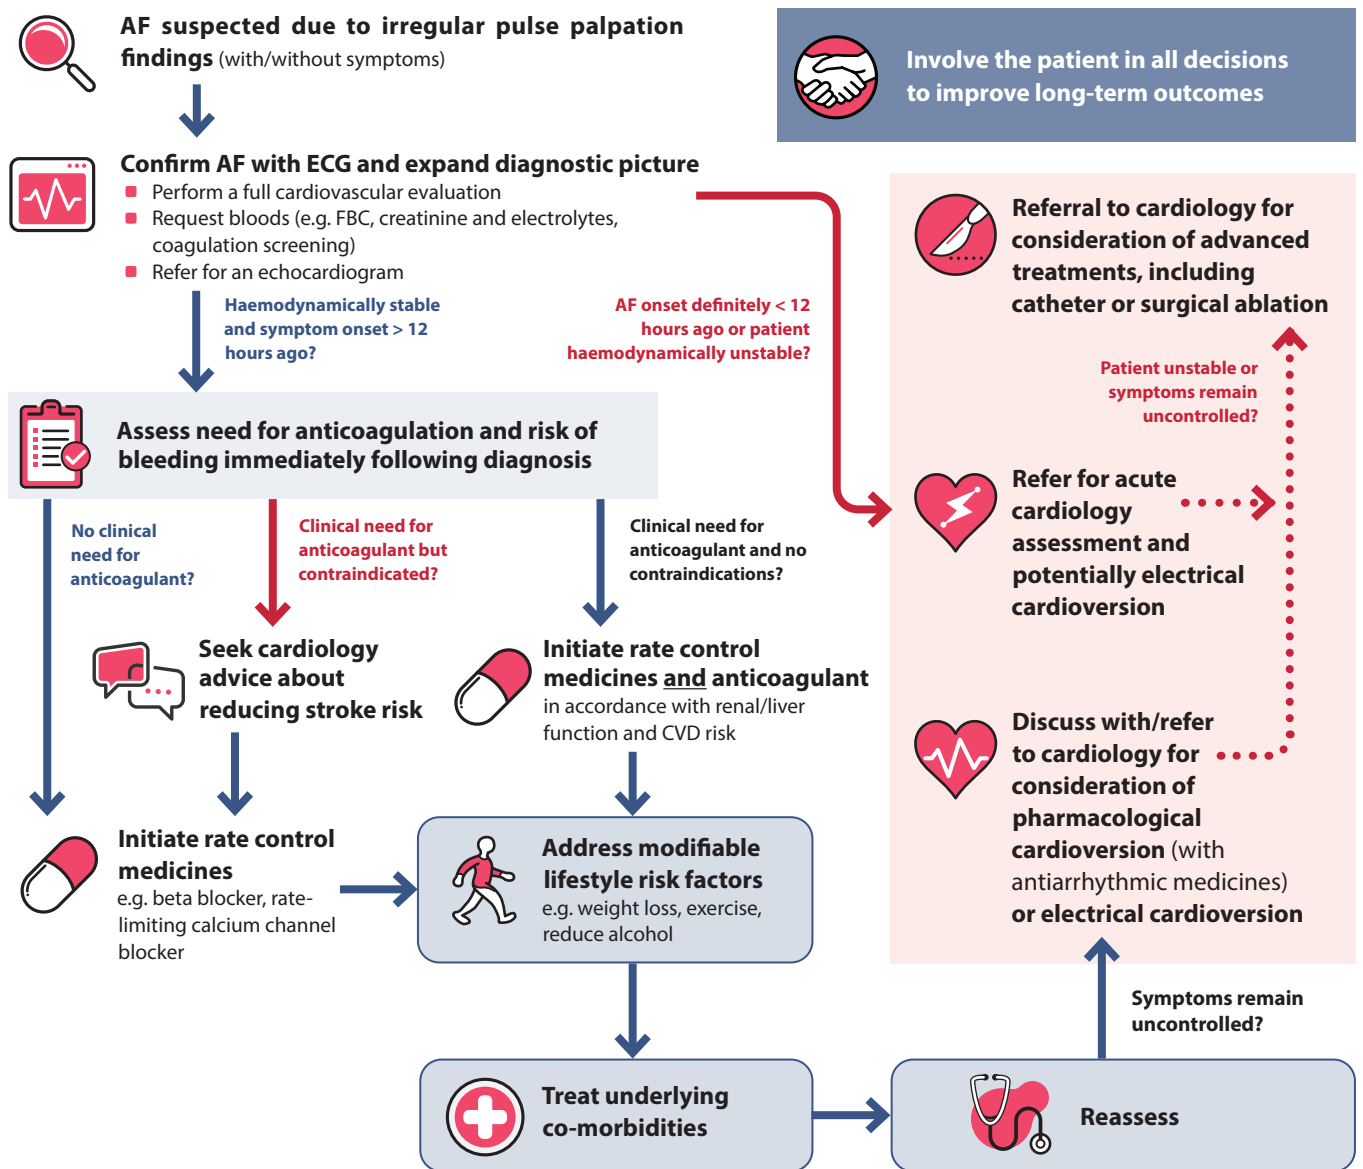 AF suspected due to irregular pulse palpation
findings (with/without symptoms)
Involve the patient in all decisions
to improve long-term outcomes
Confirm AF with ECG and expand diagnostic picture
Perform a full cardiovascular evaluation
Request bloods (e.g. FBC, creatinine and electrolytes,
coagulation screening)
Refer for an echocardiogram
Haemodynamically stable
and symptom onset > 12
hours ago?
AF onset definitely < 12
hours ago or patient
haemodynamically unstable?
Referral to cardiology for
consideration of advanced
treatments, including
catheter or surgical ablation
Patient unstable or
symptoms remain
uncontrolled?
Assess need for anticoagulation and risk of
bleeding immediately following diagnosis
Refer for acute
cardiology
assessment and
potentially electrical
cardioversion
No clinical
need for
anticoagulant?
Clinical need for
anticoagulant but
contraindicated?
Clinical need for
anticoagulant and no
contraindications?
Seek cardiology
advice about
reducing stroke risk
Initiate rate control
medicines and anticoagulant
in accordance with renal/liver
function and CVD risk
Discuss with/refer
to cardiology for
consideration of
pharmacological
cardioversion (with
antiarrhythmic medicines)
or electrical cardioversion
Initiate rate control
medicines
e.g. beta blocker, rate-
limiting calcium channel
blocker
Address modifiable
lifestyle risk factors
e.g. weight loss, exercise,
reduce alcohol
Symptoms remain
uncontrolled?
Treat underlying
co-morbidities
Reassess